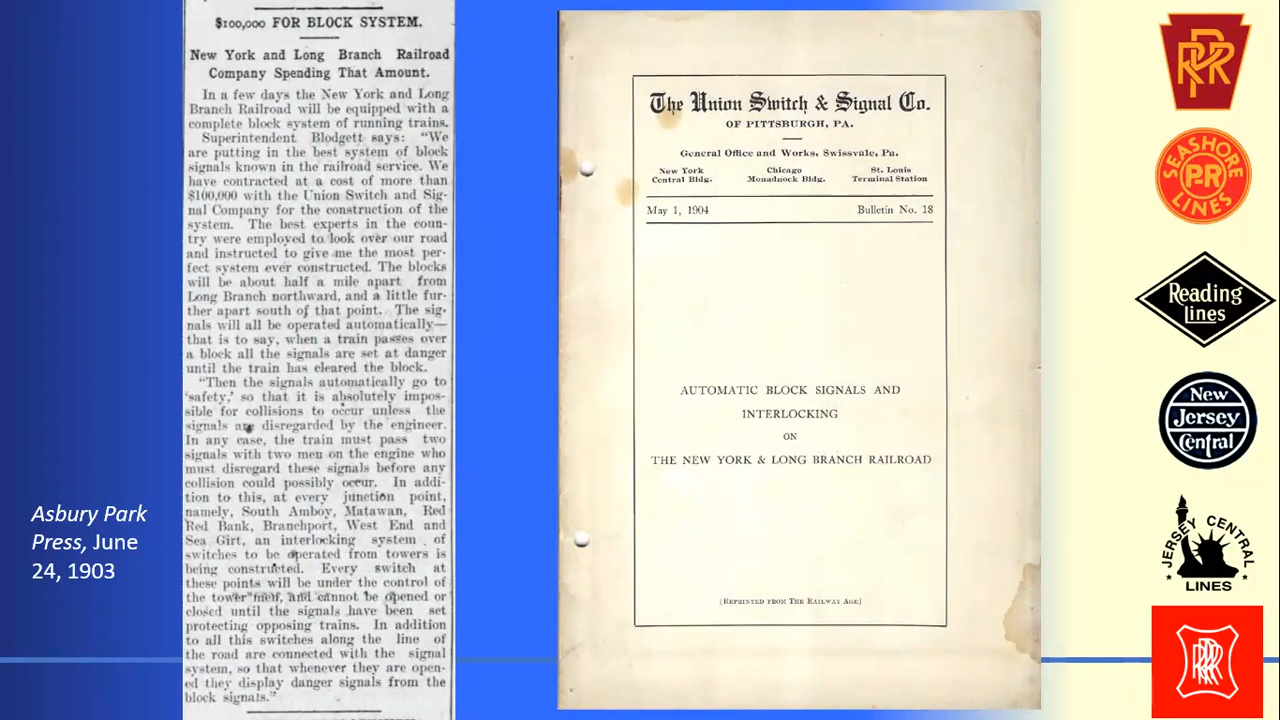 $100,000 FOR BLOCK SYSTEM.
New York and Long Branch Railroad
Company Spending That Amount.
In a few days the New York and Long
Branch Railroad will be equipped with a
complete block system of running trains.
Superintendent Blodgett says: "We
are putting in the best system of block
signals known in the railroad service. We
have contracted at a cost of more than
$100,000 with the Union Switch and Sig-
nal Company for the construction of the
system. The best experts in the coun-
try were employed to look over our road
and instructed to give me the most per-
fect system ever constructed. The blocks
will be about half a mile apart from
Long Branch northward, and a little fur-
ther apart south of that point. The sig-
nals will all be operated automatically—
that is to say, when a train passes over
a block all the signals are set at danger
until the train has cleared the block.
"Then the signals automatically go to
'safety,' so that it is absolutely impos-
sible for collisions to occur unless the
signals are disregarded by the engineer.
In any case, the train must pass two
signals with two men on the engine who
must disregard these signals before any
collision could possibly occur. In addi-
tion to this, at every junction point,
namely, South Amboy, Matawan, Red
Red Bank, Branchport, West End and
Sea Girt, an interlocking system of
switches to be operated from towers is
being constructed. Every switch at
these points will be under the control of
the tower men, and cannot be opened or
closed until the signals have been set
protecting opposing trains. In addition
to all this switches along the line of
the road are connected with the signal
system, so that whenever they are open-
ed they display danger signals from the
block signals."
Asbury Park
Press, June
24, 1903
The Union Switch & Signal Co.
OF PITTSBURGH, PA.
General Office and Works, Swissvale, Pa.
New York Chicago St. Louis
Central Bldg. Monadnock Bldg. Terminal Station
May 1, 1904 Bulletin No. 18
AUTOMATIC BLOCK SIGNALS AND
INTERLOCKING
ON
THE NEW YORK & LONG BRANCH RAILROAD
[REPRINTED FROM THE RAILWAY AGE]
PRR
SEASHORE
P-R
LINES
Reading
Lines
New
Jersey
Central
JERSEY CENTRAL
LINES